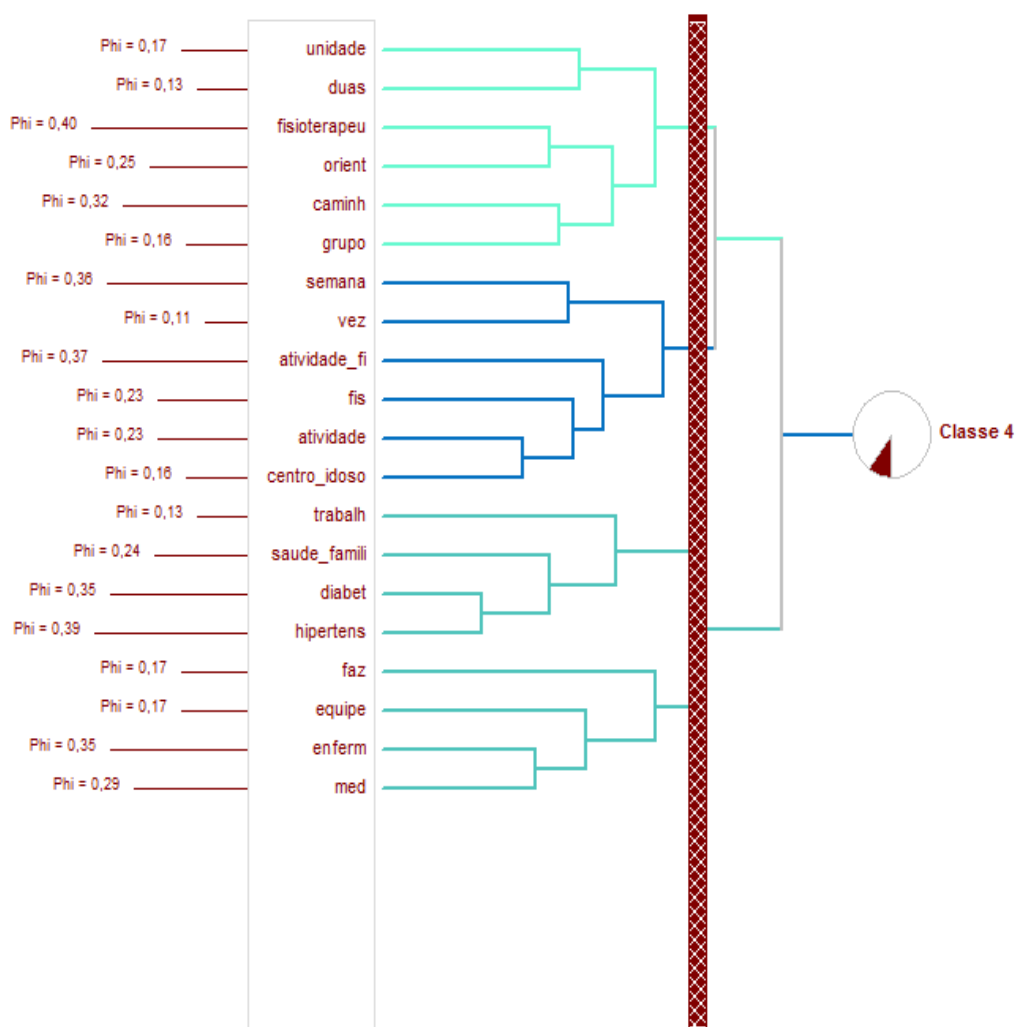 Phi = 0,17 unidade
Phi = 0,13 duas
Phi = 0,40 fisioterapeu
Phi = 0,25 orient
Phi = 0,32 caminh
Phi = 0,16 grupo
Phi = 0,36 semana
Phi = 0,11 vez
Phi = 0,37 atividade_fi
Phi = 0,23 fis
Phi = 0,23 atividade
Classe 4
Phi = 0,16 centro_idoso
Phi = 0,13 trabalh
Phi = 0,24 saude_famili
Phi = 0,35 diabet
Phi = 0,39 hipertens
Phi = 0,17 faz
Phi = 0,17 equipe
Phi = 0,35 enferm
Phi = 0,29 med